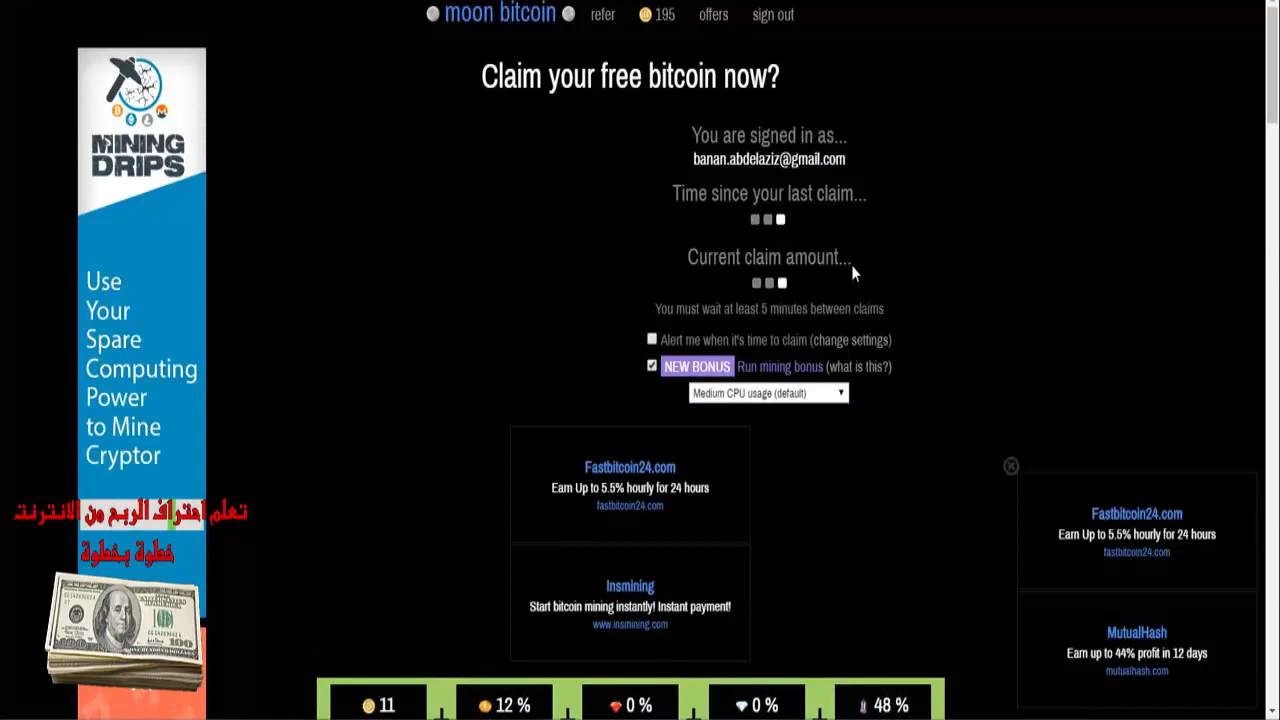 moon bitcoin
refer
195
offers
sign out
Claim your free bitcoin now?
You are signed in as...
banan.abdelaziz@gmail.com
Time since your last claim...
Current claim amount...
You must wait at least 5 minutes between claims
Alert me when it's time to claim (change settings)
NEW BONUS Run mining bonus (what is this?)
Medium CPU usage (default)
MINING
DRIPS
Use
Your
Spare
Computing
Power
to Mine
Cryptor
تعلم احتراف الربح من الانترنت
خطوة بخطوة
Fastbitcoin24.com
Earn Up to 5.5% hourly for 24 hours
fastbitcoin24.com
Insmining
Start bitcoin mining instantly! Instant payment!
www.insmining.com
Fastbitcoin24.com
Earn Up to 5.5% hourly for 24 hours
fastbitcoin24.com
MutualHash
Earn up to 44% profit in 12 days
mutualhash.com
11 + 12 % + 0 % + 0 % + 48 %